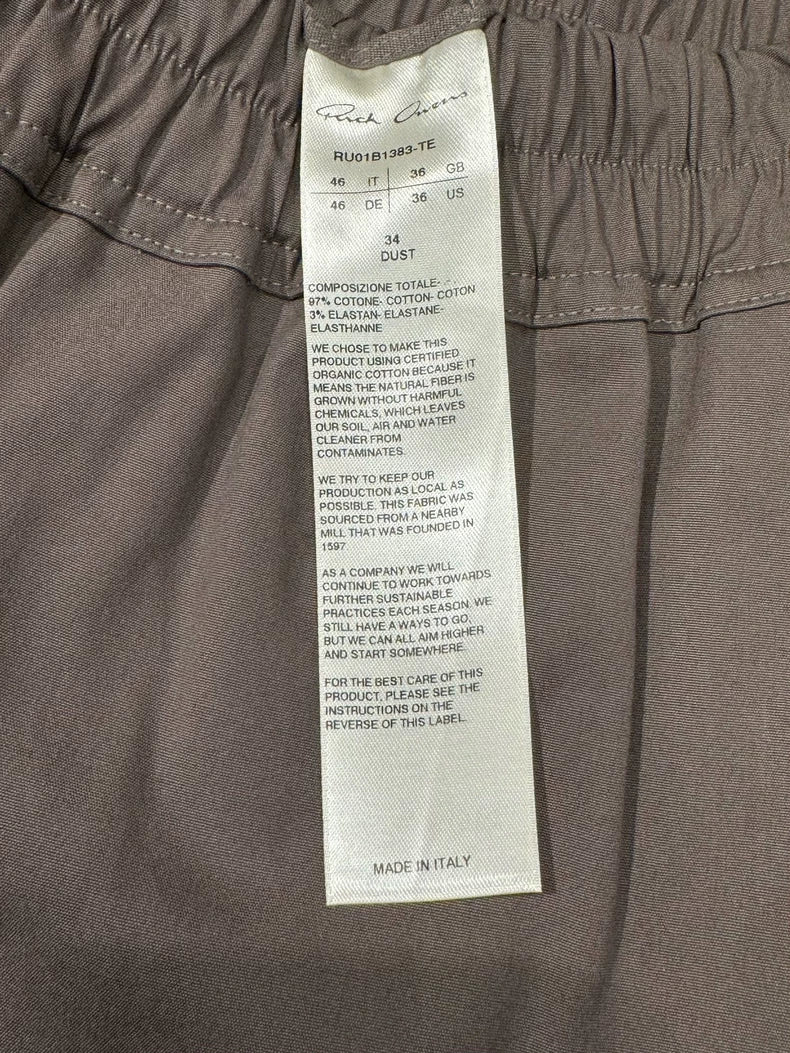 Rick Owens
RU01B1383-TE
46 IT 36 GB
46 DE 36 US
34
DUST
COMPOSIZIONE TOTALE-
97% COTONE- COTTON- COTON
3% ELASTAN- ELASTANE-
ELASTHANNE
WE CHOSE TO MAKE THIS
PRODUCT USING CERTIFIED
ORGANIC COTTON BECAUSE IT
MEANS THE NATURAL FIBER IS
GROWN WITHOUT HARMFUL
CHEMICALS, WHICH LEAVES
OUR SOIL, AIR AND WATER
CLEANER FROM
CONTAMINATES.
WE TRY TO KEEP OUR
PRODUCTION AS LOCAL AS
POSSIBLE. THIS FABRIC WAS
SOURCED FROM A NEARBY
MILL THAT WAS FOUNDED IN
1597
AS A COMPANY WE WILL
CONTINUE TO WORK TOWARDS
FURTHER SUSTAINABLE
PRACTICES EACH SEASON. WE
STILL HAVE A WAYS TO GO,
BUT WE CAN ALL AIM HIGHER
AND START SOMEWHERE.
FOR THE BEST CARE OF THIS
PRODUCT, PLEASE SEE THE
INSTRUCTIONS ON THE
REVERSE OF THIS LABEL.
MADE IN ITALY